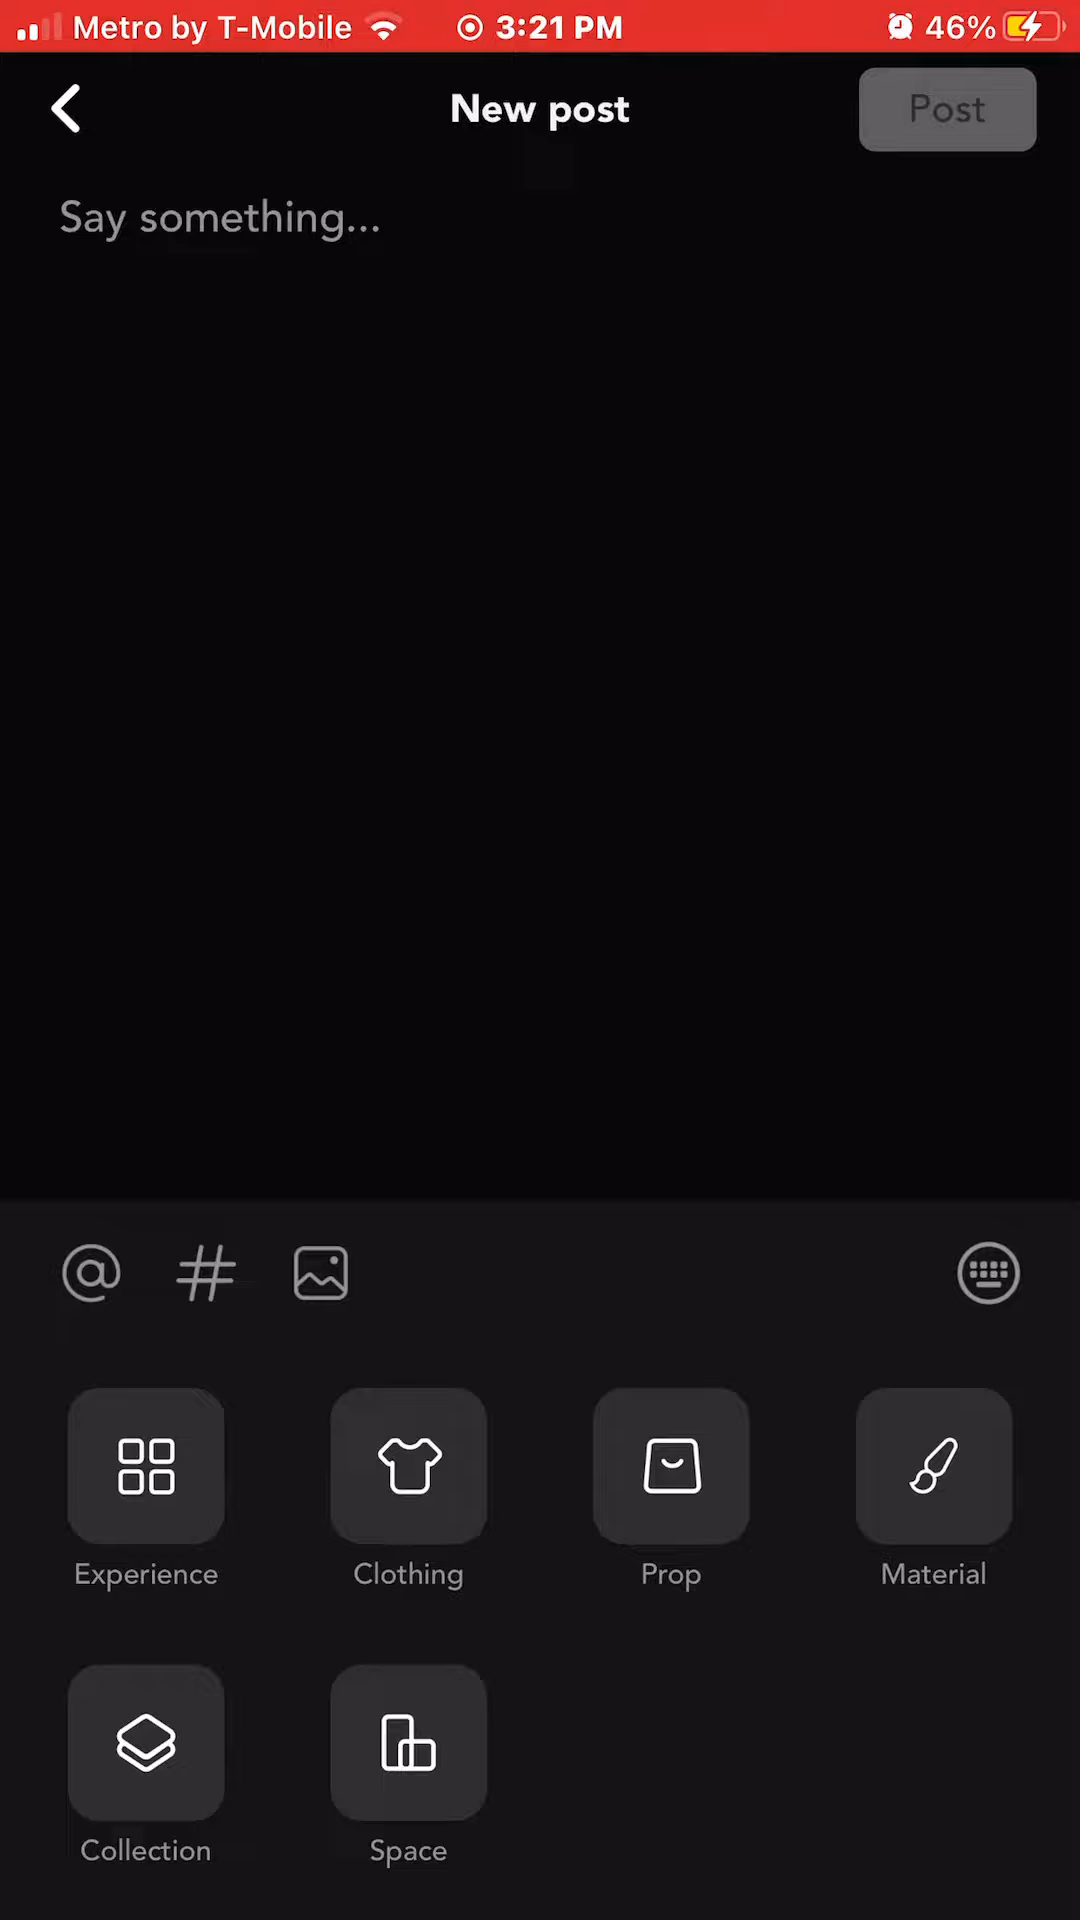 Metro by T-Mobile 3:21 PM 46%
New post
Post
Say something...
Experience Clothing Prop Material
Collection Space